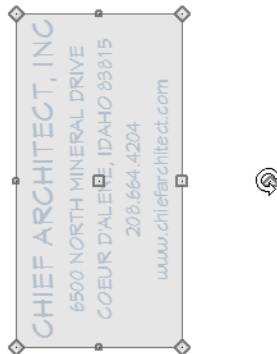 CHIEF ARCHITECT, INC
6500 NORTH MINERAL DRIVE
COEUR D'ALENE, IDAHO 83815
208.664.4204
www.chiefarchitect.com